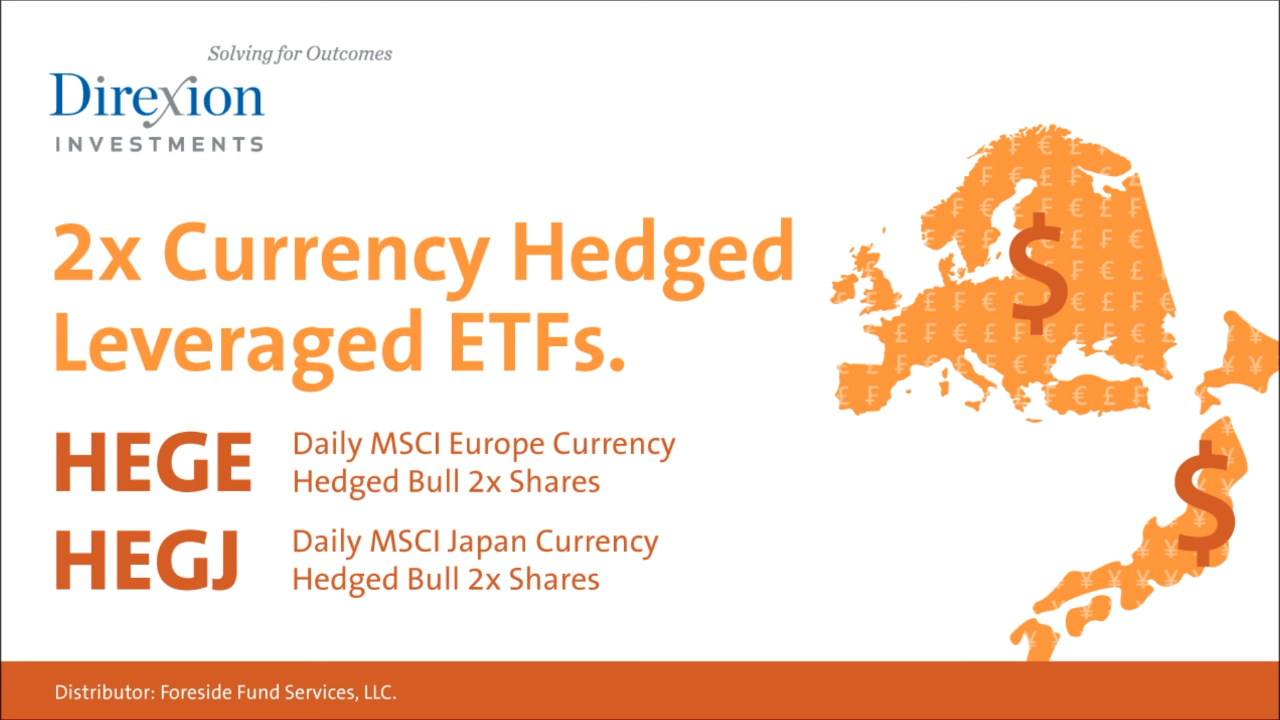 Solving for Outcomes
Direxion
INVESTMENTS
2x Currency Hedged
Leveraged ETFs.
HEGE
Daily MSCI Europe Currency
Hedged Bull 2x Shares
HEGJ
Daily MSCI Japan Currency
Hedged Bull 2x Shares
$
$
Distributor: Foreside Fund Services, LLC.